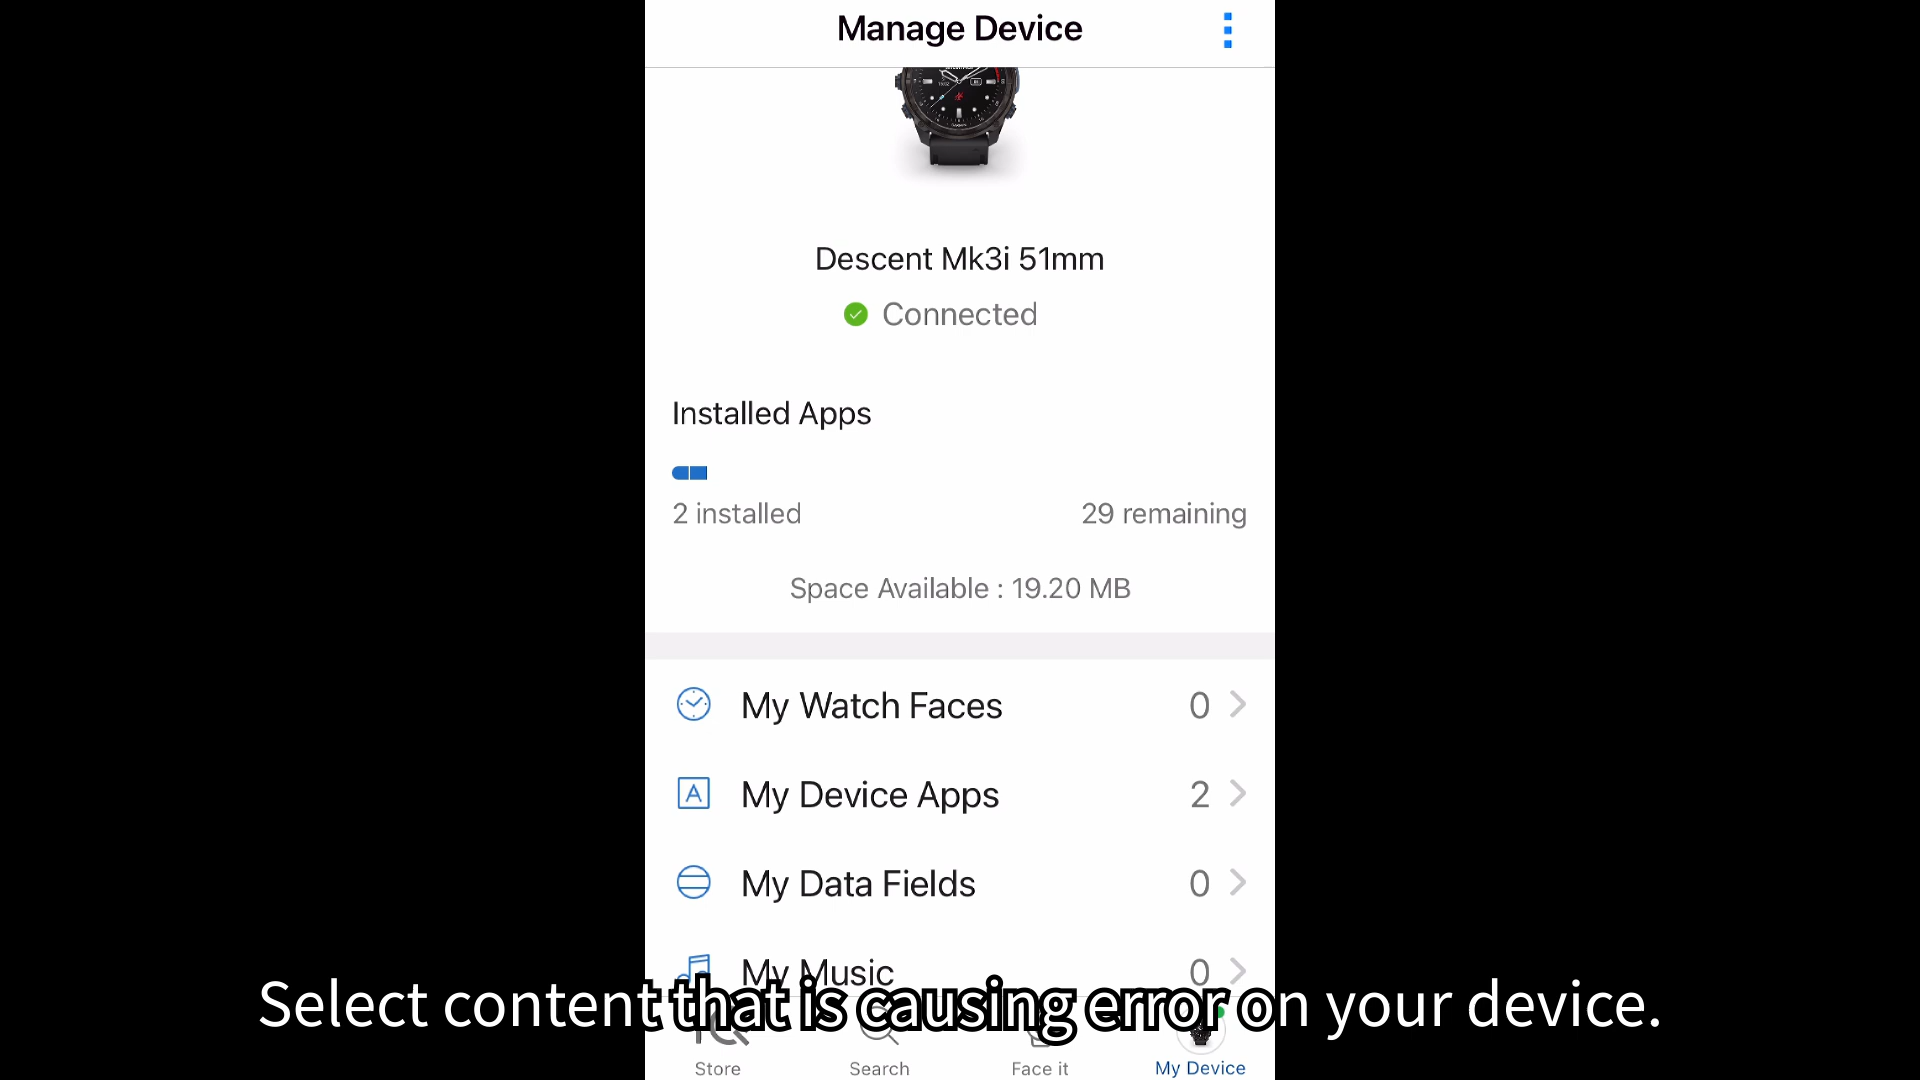 Manage Device
Descent Mk3i 51mm
Connected
Installed Apps
2 installed
29 remaining
Space Available : 19.20 MB
My Watch Faces 0
A My Device Apps 2
My Data Fields 0
My Music 0
Select content that is causing error on your device.
Store
Search
Face it
My Device